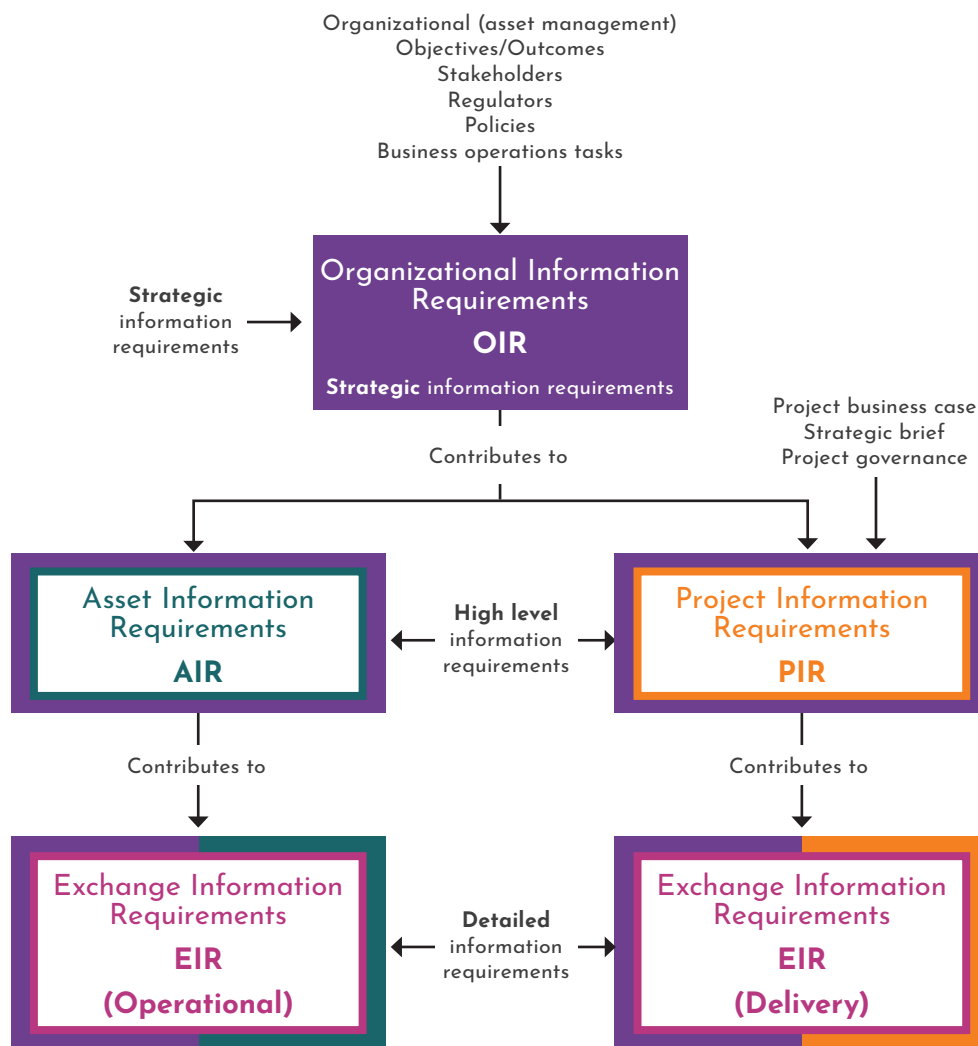 Organizational (asset management)
Objectives/Outcomes
Stakeholders
Regulators
Policies
Business operations tasks
Strategic
information
requirements
Organizational Information
Requirements
OIR
Strategic information requirements
Contributes to
Project business case
Strategic brief
Project governance
Asset Information
Requirements
AIR
High level
information
requirements
Project Information
Requirements
PIR
Contributes to
Contributes to
Exchange Information
Requirements
EIR
(Operational)
Detailed
information
requirements
Exchange Information
Requirements
EIR
(Delivery)